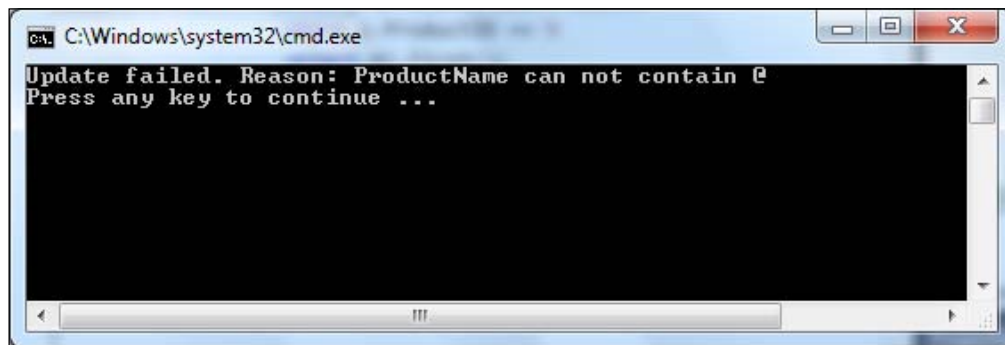 C:\Windows\system32\cmd.exe
Update failed. Reason: ProductName can not contain @
Press any key to continue ...